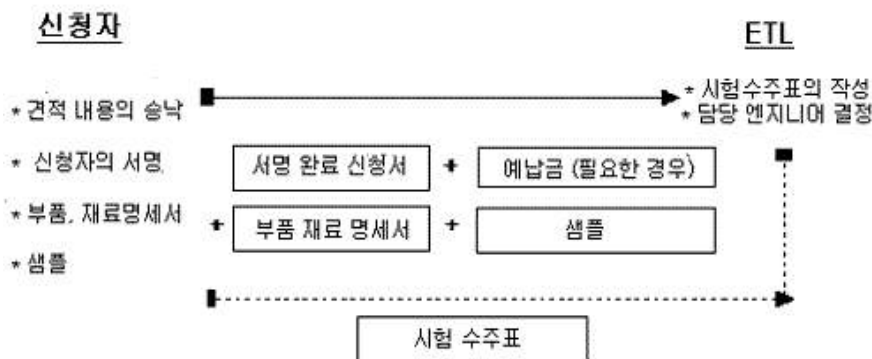 신청자
ETL
* 견적 내용의 승낙
* 시험수주표의 작성
* 담당 엔지니어 결정
* 신청자의 서명
서명 완료 신청서 + 예납금 (필요한 경우)
* 부품, 재료명세서
+ 부품 재료 명세서 + 샘플
* 샘플
시험 수주표